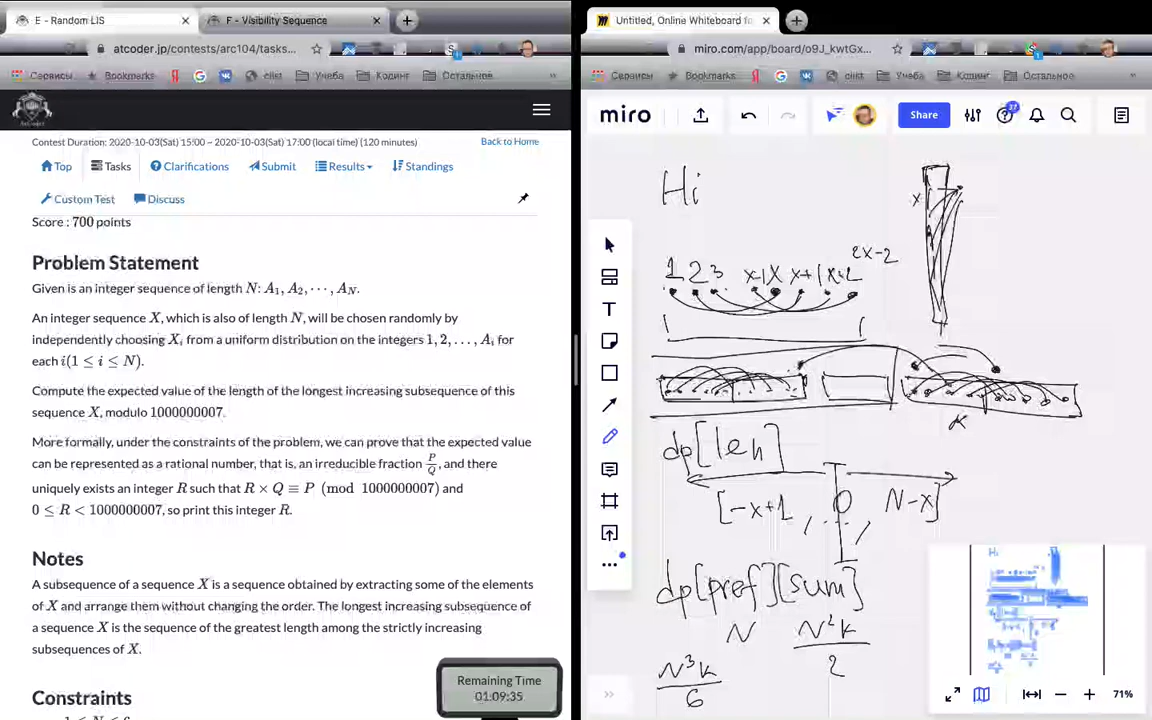 E - Random LIS
F - Visibility Sequence
Untitled, Online Whiteboard fo
atcoder.jp/contests/arc104/tasks...
miro.com/app/board/o9J_kwtGx...
Сервисы
Bookmarks
Учеба
Кодинг
Остальное
Сервисы
Bookmarks
Учеба
Кодинг
Остальное
Contest Duration: 2020-10-03(Sat) 15:00 ~ 2020-10-03(Sat) 17:00 (local time) (120 minutes)
Back to Home
Top Tasks Clarifications Submit Results Standings
Custom Test Discuss
Score : 700 points
Problem Statement
Given is an integer sequence of length N: A1, A2, ⋯, AN.
An integer sequence X, which is also of length N, will be chosen randomly by
independently choosing Xi from a uniform distribution on the integers 1, 2, …, Ai for
each i(1 ≤ i ≤ N).
Compute the expected value of the length of the longest increasing subsequence of this
sequence X, modulo 1000000007.
More formally, under the constraints of the problem, we can prove that the expected value
can be represented as a rational number, that is, an irreducible fraction P/Q, and there
uniquely exists an integer R such that R × Q ≡ P (mod 1000000007) and
0 ≤ R < 1000000007, so print this integer R.
Notes
A subsequence of a sequence X is a sequence obtained by extracting some of the elements
of X and arrange them without changing the order. The longest increasing subsequence of
a sequence X is the sequence of the greatest length among the strictly increasing
subsequences of X.
Constraints
Remaining Time
01:09:35
miro
Share
27
Hi
x
2x-2
1 2 3 x-1 x x+1 x+2
K
dp[len]
[-x+1, 0, N-x]
dp[pref][sum]
N N²K/2
N³K/6
71%